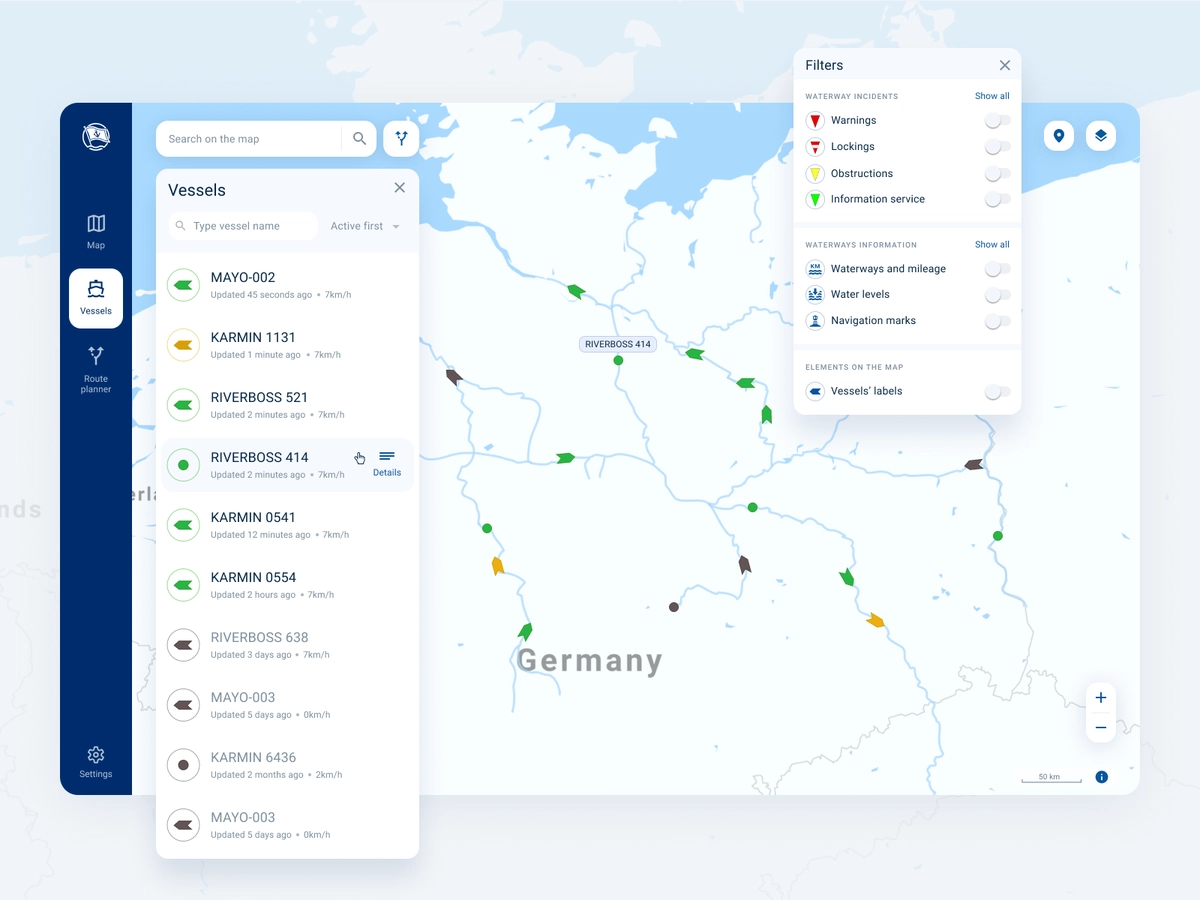 Search on the map
Map
Vessels
Route
planner
Settings
Vessels
Type vessel name
Active first
MAYO-002
Updated 45 seconds ago • 7km/h
KARMIN 1131
Updated 1 minute ago • 7km/h
RIVERBOSS 521
Updated 2 minutes ago • 7km/h
RIVERBOSS 414
Updated 2 minutes ago • 7km/h
Details
KARMIN 0541
Updated 12 minutes ago • 7km/h
KARMIN 0554
Updated 2 hours ago • 7km/h
RIVERBOSS 638
Updated 3 days ago • 7km/h
MAYO-003
Updated 5 days ago • 0km/h
KARMIN 6436
Updated 2 months ago • 2km/h
MAYO-003
Updated 5 days ago • 0km/h
RIVERBOSS 414
Germany
nds
erla
Filters
WATERWAY INCIDENTS
Show all
Warnings
Lockings
Obstructions
Information service
WATERWAYS INFORMATION
Show all
KM
Waterways and mileage
Water levels
Navigation marks
ELEMENTS ON THE MAP
Vessels' labels
+
−
50 km
i